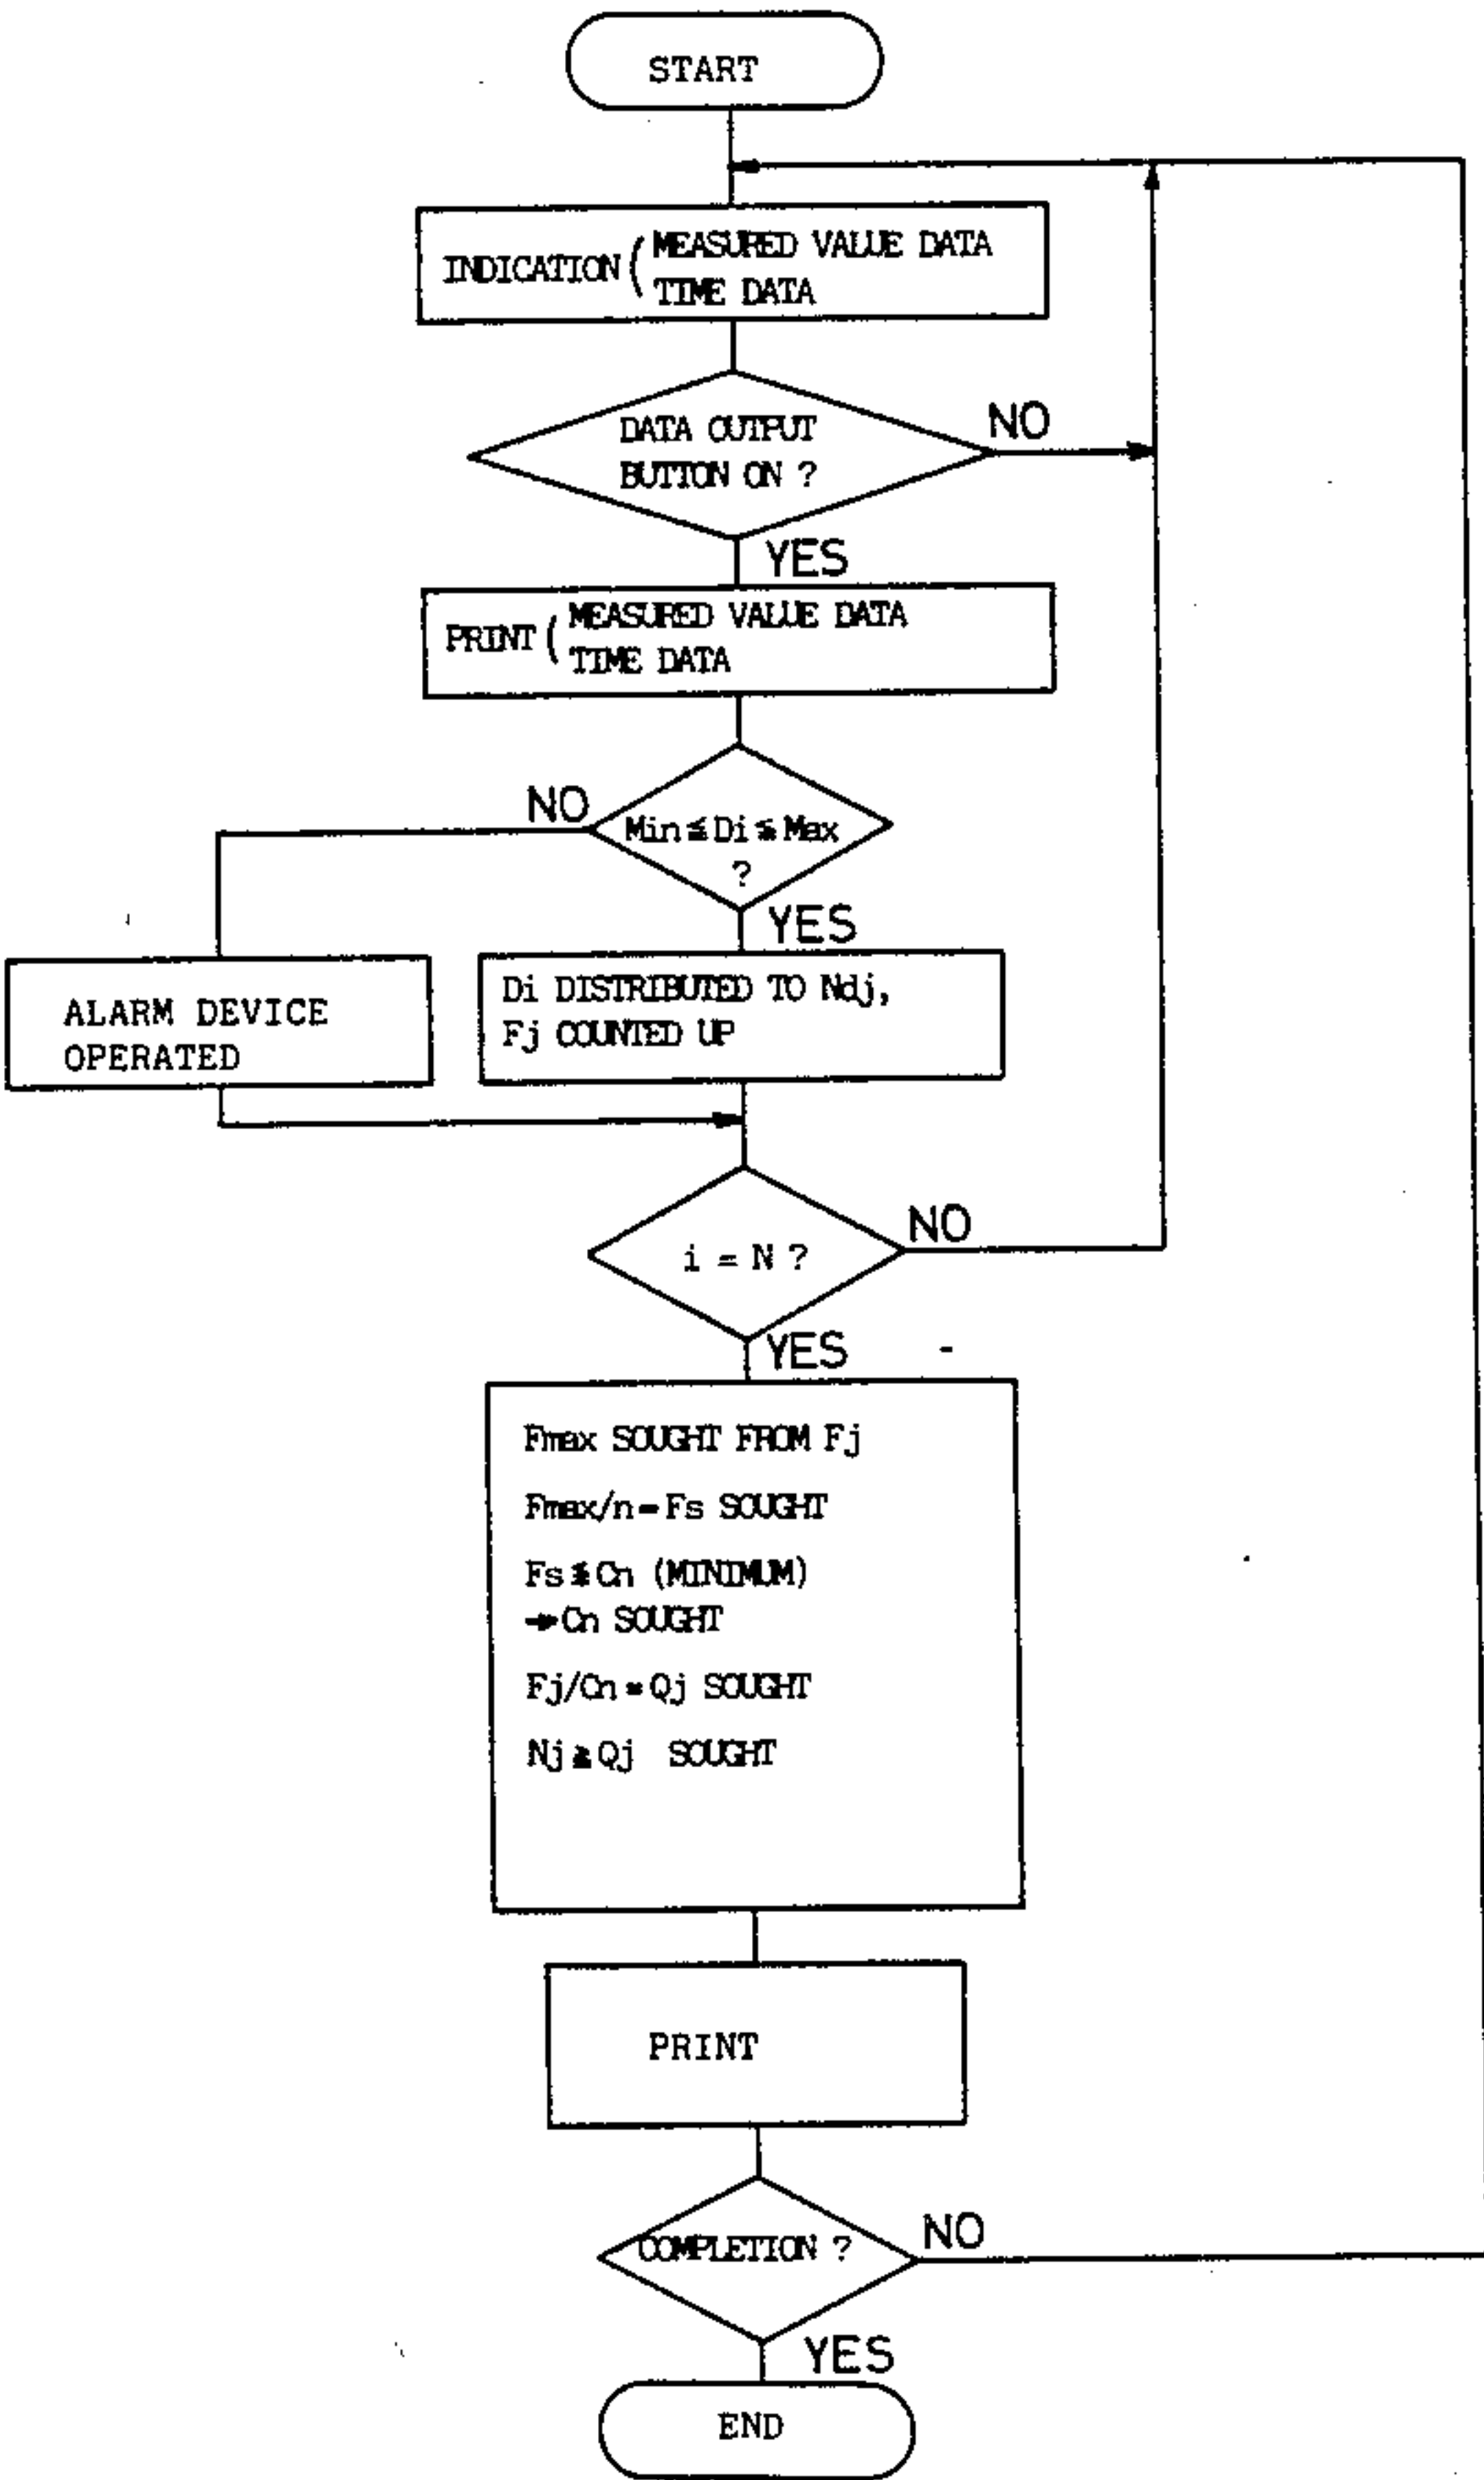 START
INDICATION ( MEASURED VALUE DATA
TIME DATA
DATA OUTPUT
BUTTON ON ?
NO
YES
PRINT ( MEASURED VALUE DATA
TIME DATA
NO
Min ≦ Di ≦ Max
?
YES
ALARM DEVICE
OPERATED
Di DISTRIBUTED TO Ndj,
Fj COUNTED UP
i = N ?
NO
YES
Fmax SOUGHT FROM Fj
Fmax/n = Fs SOUGHT
Fs ≦ Cn (MINIMUM)
→ Cn SOUGHT
Fj/Cn = Qj SOUGHT
Nj ≧ Qj SOUGHT
PRINT
COMPLETION ?
NO
YES
END